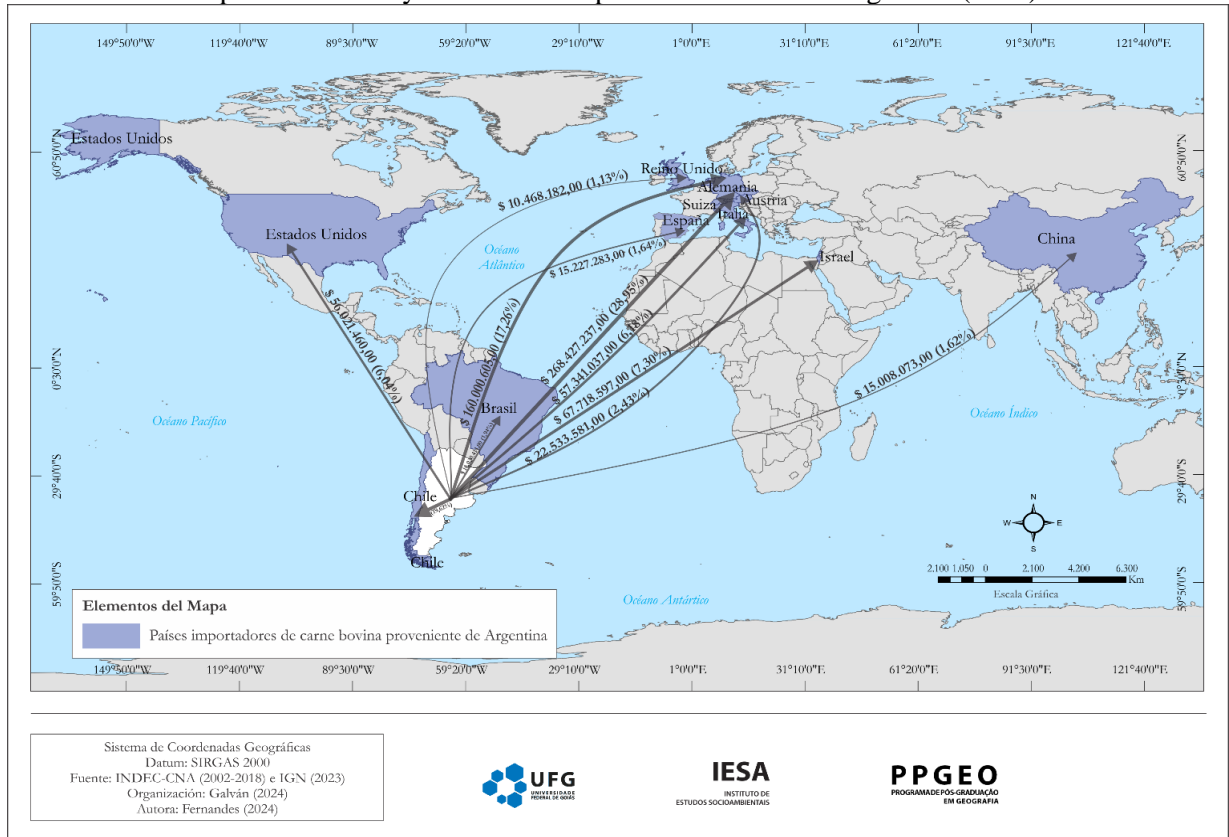 149°50'0"W 119°40'0"W 89°30'0"W 59°20'0"W 29°10'0"W 1°0'0"E 31°10'0"E 61°20'0"E 91°30'0"E 121°40'0"E
60°50'0"N
60°50'0"N
0°30'0"N
0°30'0"N
29°40'0"S
29°40'0"S
59°50'0"S
59°50'0"S
Estados Unidos
Estados Unidos
Reino Unido
Alemania
Suiza
Austria
Italia
España
Israel
China
Océano
Atlántico
$ 10.468.182,00 (1,13%)
$ 15.227.283,00 (1,64%)
$ 56.021.460,00 (6,04%)
$ 160.000.605,00 (17,26%)
$ 268.427.237,00 (28,95%)
$ 57.341.037,00 (6,18%)
$ 67.718.597,00 (7,30%)
$ 22.533.581,00 (2,43%)
$ 15.008.073,00 (1,62%)
Brasil
Océano Pacífico
Océano Índico
Chile
Chile
N
W E
S
2.100 1.050 0 2.100 4.200 6.300
Km
Escala Gráfica
Océano Antártico
Elementos del Mapa
Países importadores de carne bovina proveniente de Argentina
149°50'0"W 119°40'0"W 89°30'0"W 59°20'0"W 29°10'0"W 1°0'0"E 31°10'0"E 61°20'0"E 91°30'0"E 121°40'0"E
Sistema de Coordenadas Geográficas
Datum: SIRGAS 2000
Fuente: INDEC-CNA (2002-2018) e IGN (2023)
Organización: Galván (2024)
Autora: Fernandes (2024)
UFG
UNIVERSIDADE
FEDERAL DE GOIÁS
IESA
INSTITUTO DE
ESTUDOS SOCIOAMBIENTAIS
PPGEO
PROGRAMA DE PÓS-GRADUAÇÃO
EM GEOGRAFIA